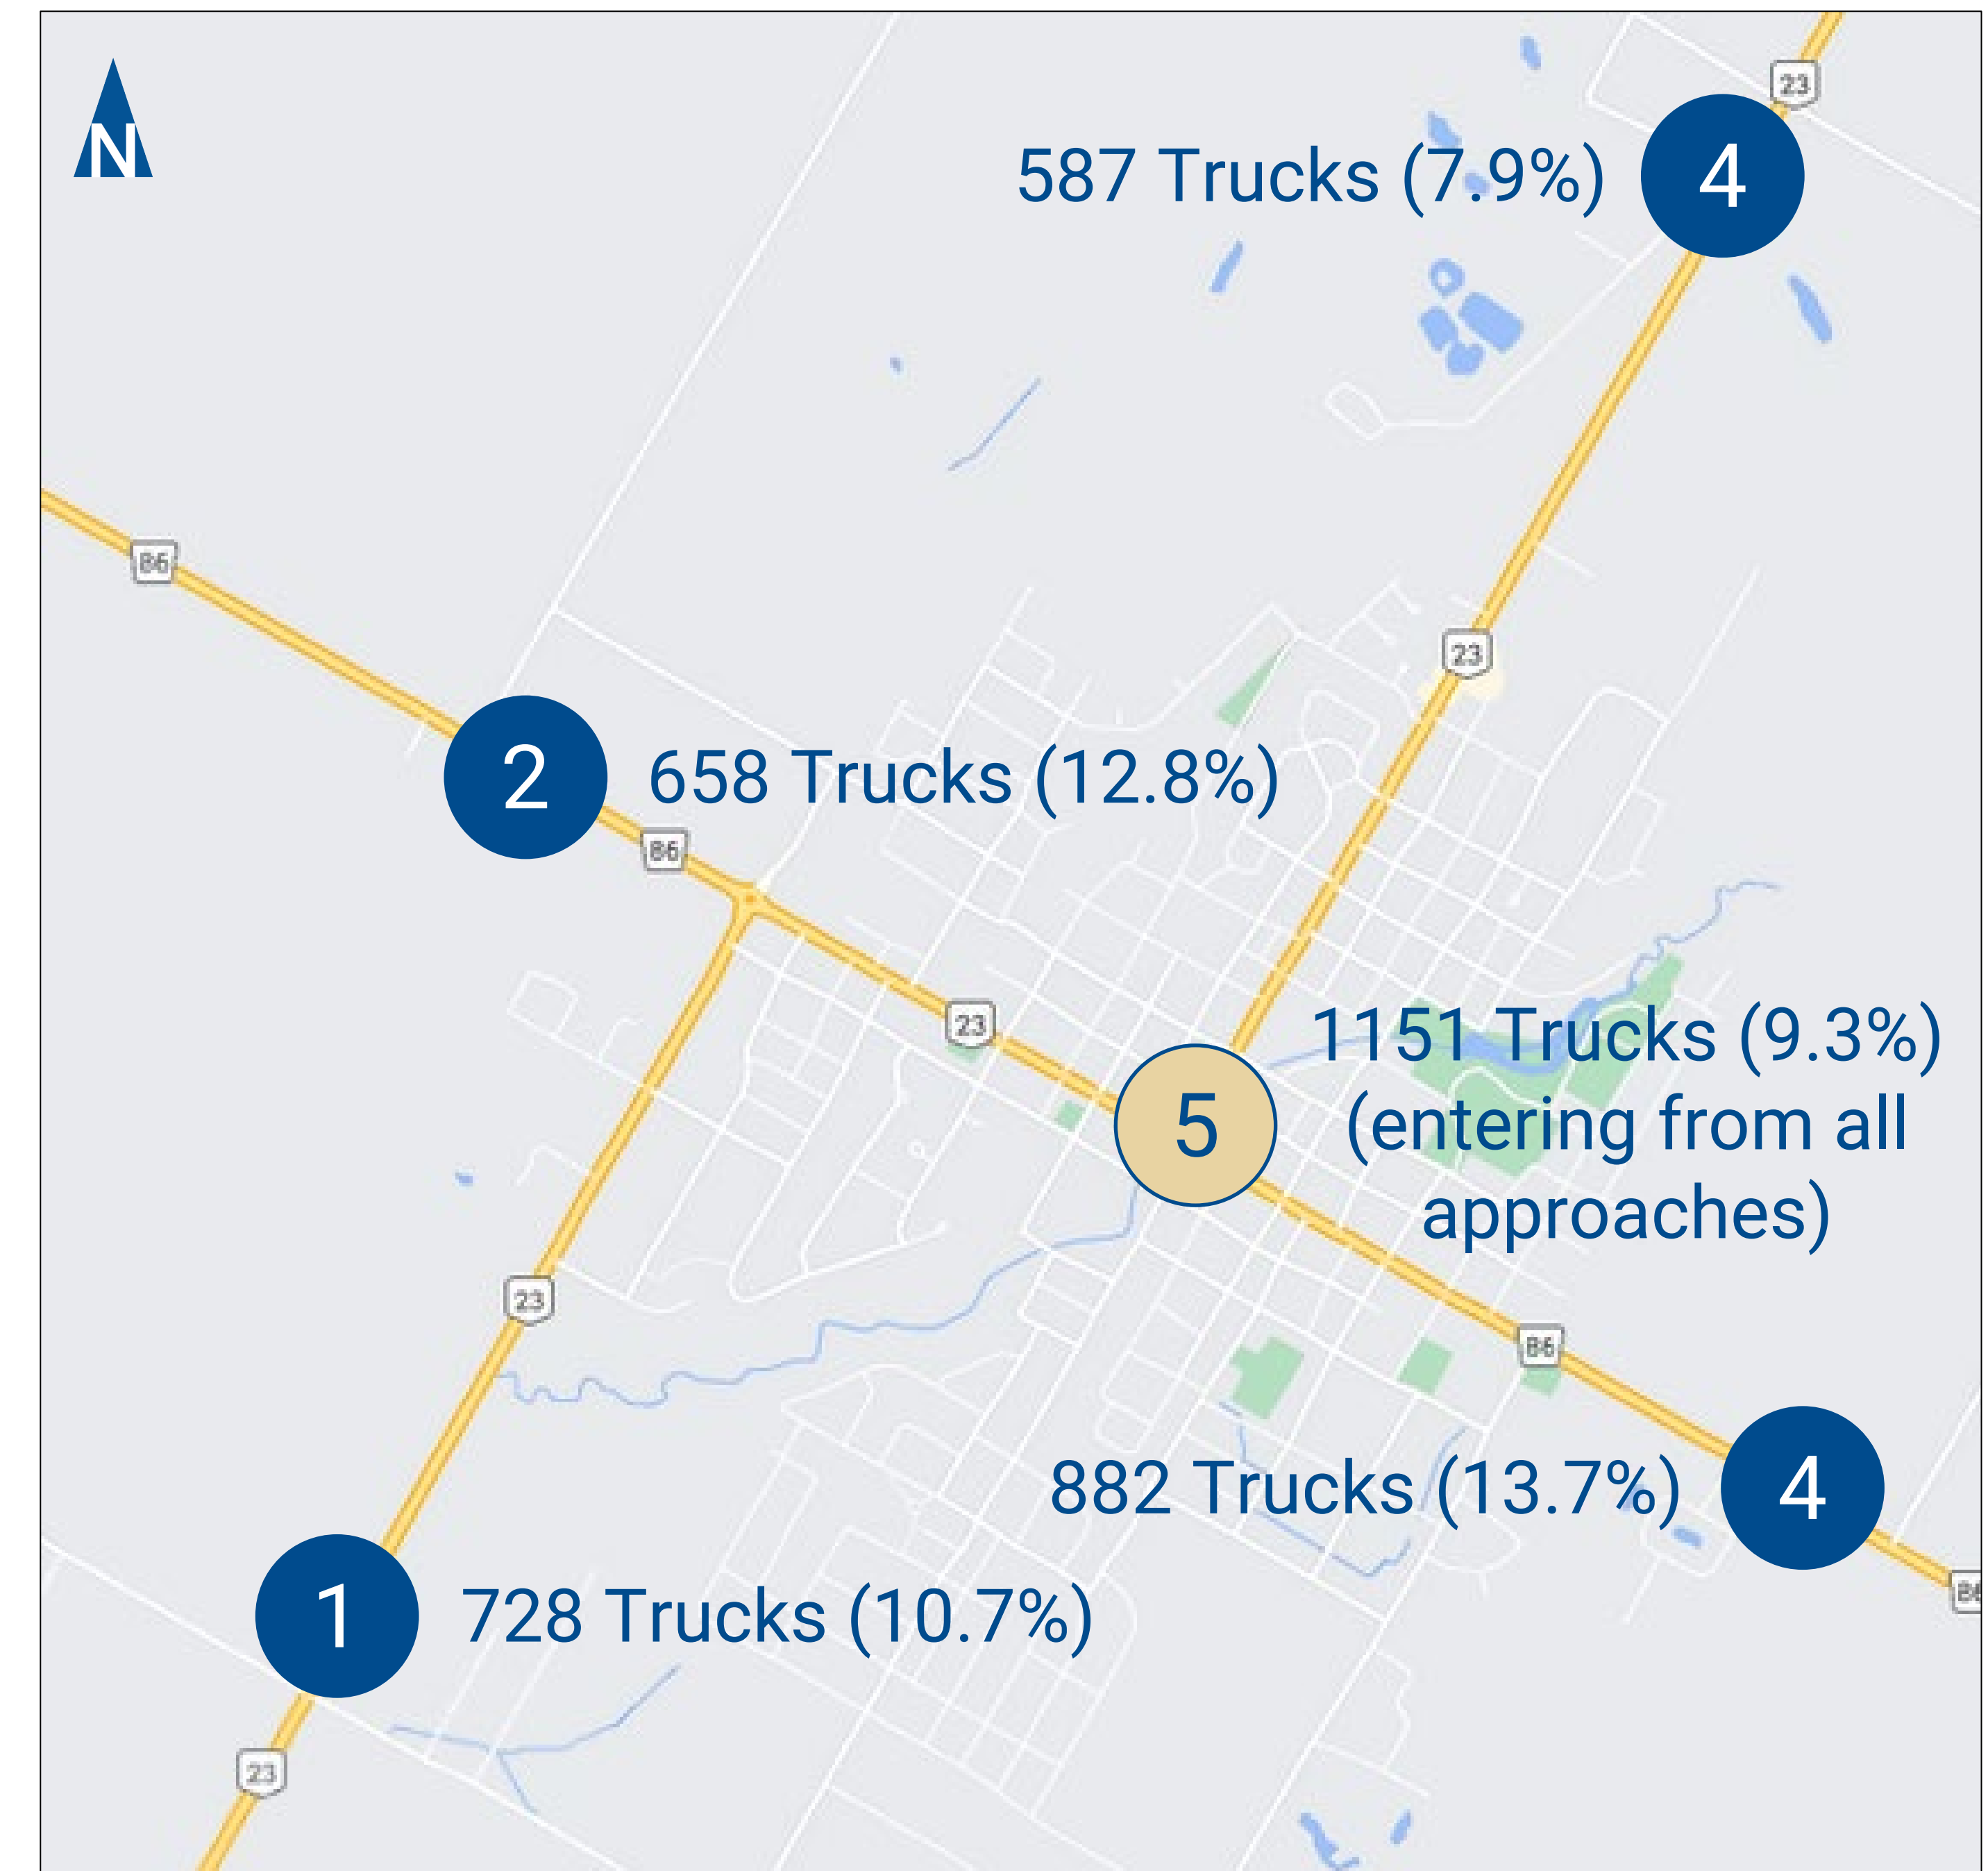 23
N
587 Trucks (7.9%)
4
86
23
2
658 Trucks (12.8%)
86
23
1151 Trucks (9.3%)
(entering from all
approaches)
5
23
86
882 Trucks (13.7%)
4
1
728 Trucks (10.7%)
23